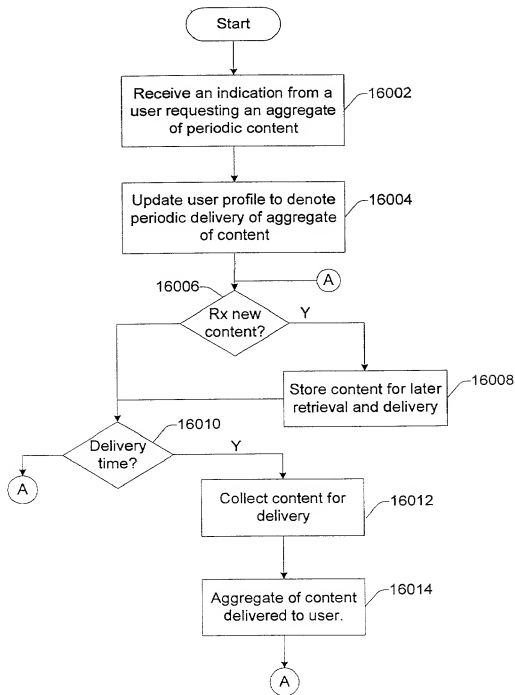 Start
Receive an indication from a
user requesting an aggregate
of periodic content
16002
Update user profile to denote
periodic delivery of aggregate
of content
16004
A
16006
Rx new
content?
Y
Store content for later
retrieval and delivery
16008
16010
Delivery
time?
Y
A
Collect content for
delivery
16012
Aggregate of content
delivered to user.
16014
A